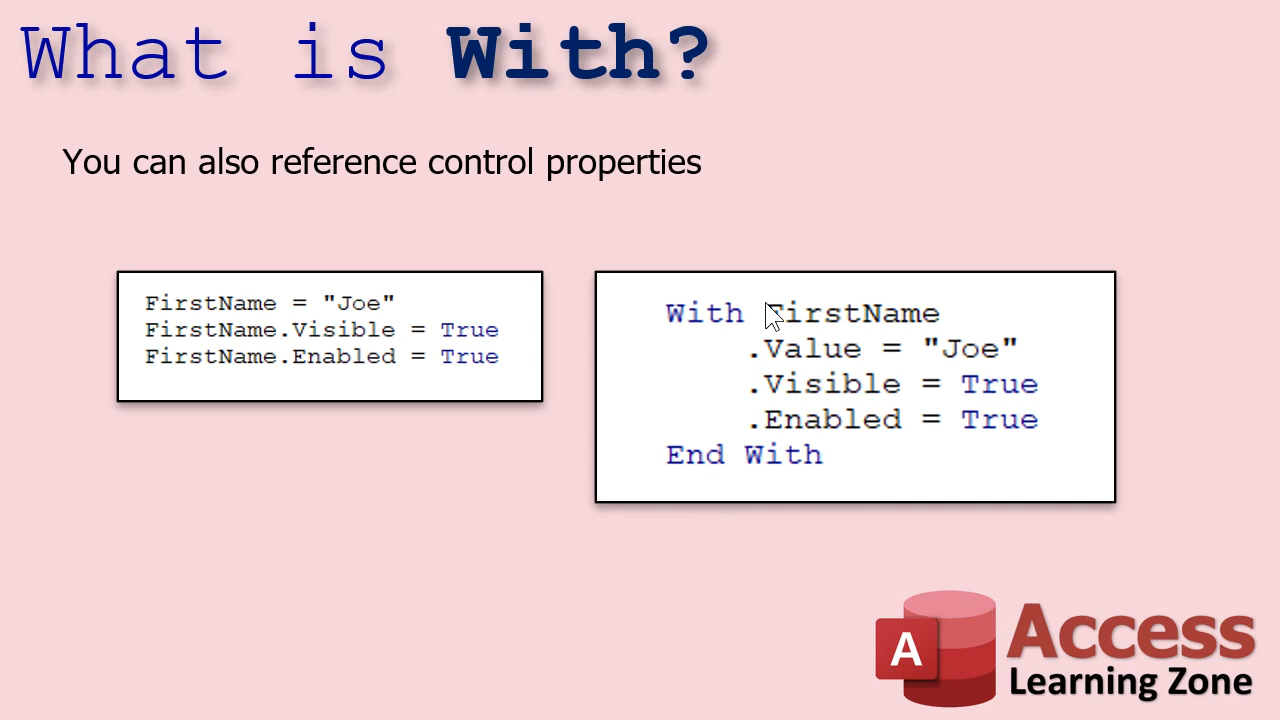 What is With?
You can also reference control properties
FirstName = "Joe"
FirstName.Visible = True
FirstName.Enabled = True
With FirstName
.Value = "Joe"
.Visible = True
.Enabled = True
End With
A
Access
Learning Zone